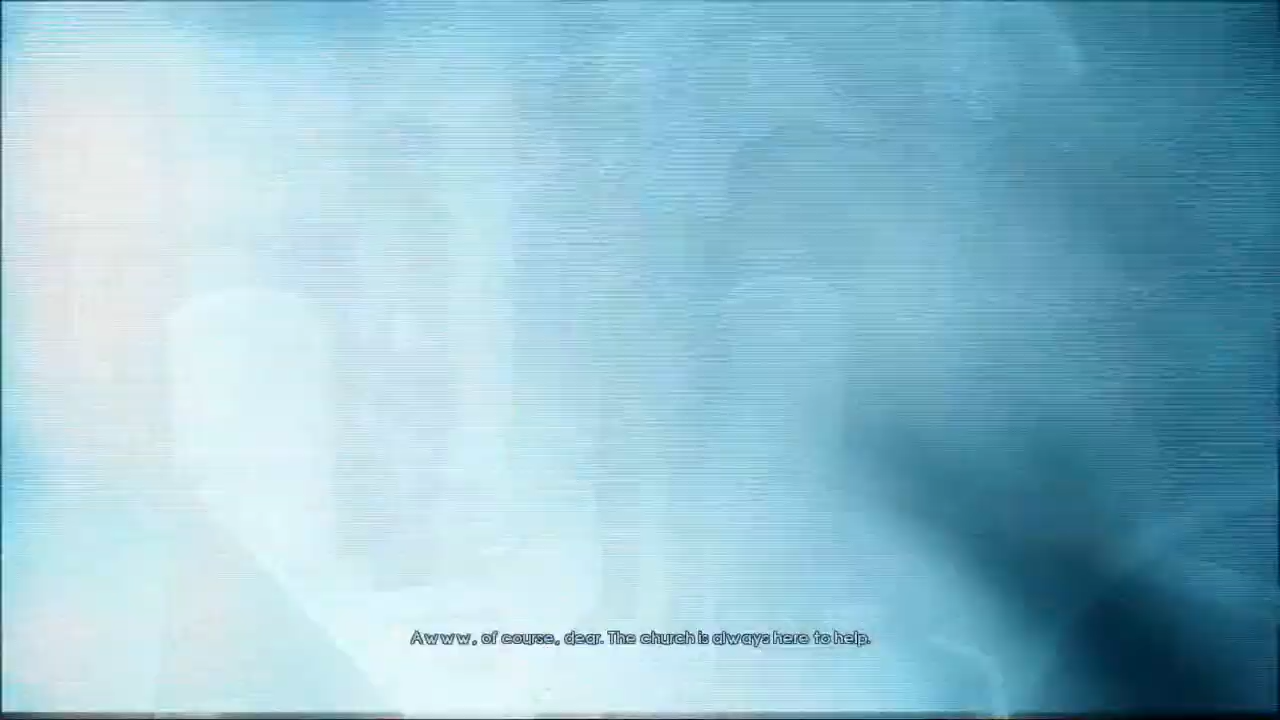 Awww, of course, dear. The church is always here to help.